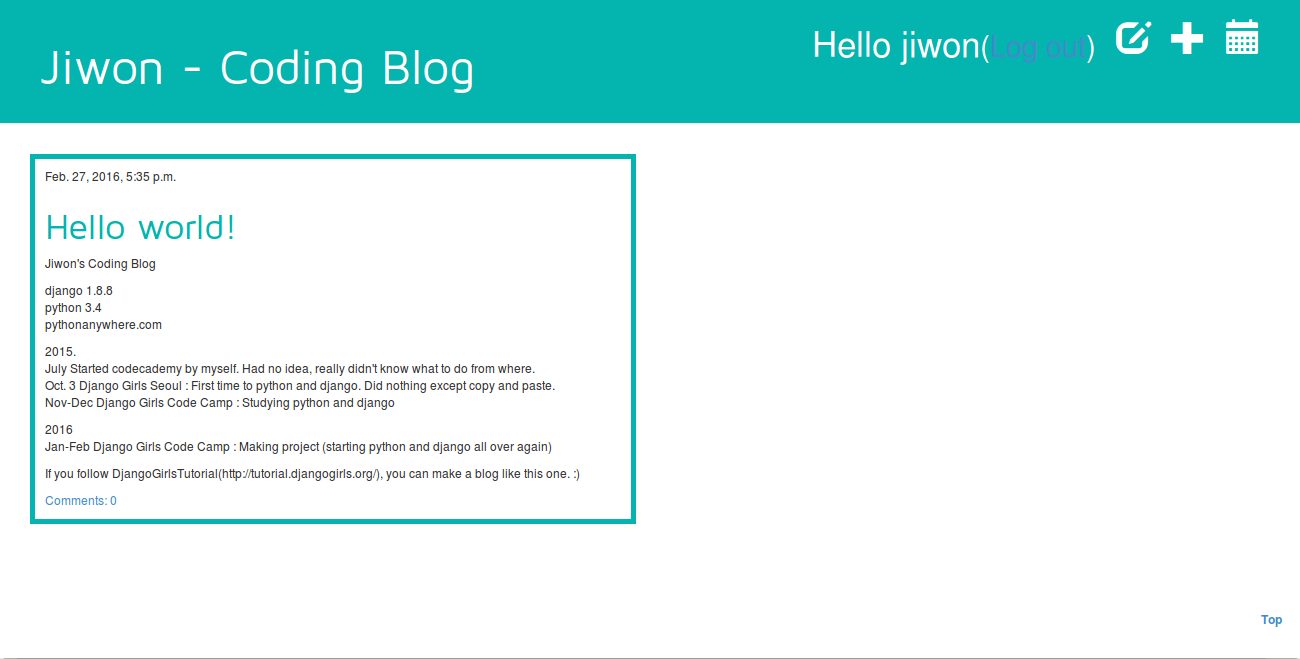 Jiwon - Coding Blog
Hello jiwon(Log out)
Feb. 27, 2016, 5:35 p.m.
Hello world!
Jiwon's Coding Blog
django 1.8.8
python 3.4
pythonanywhere.com
2015.
July Started codecademy by myself. Had no idea, really didn't know what to do from where.
Oct. 3 Django Girls Seoul : First time to python and django. Did nothing except copy and paste.
Nov-Dec Django Girls Code Camp : Studying python and django
2016
Jan-Feb Django Girls Code Camp : Making project (starting python and django all over again)
If you follow DjangoGirlsTutorial(http://tutorial.djangogirls.org/), you can make a blog like this one. :)
Comments: 0
Top